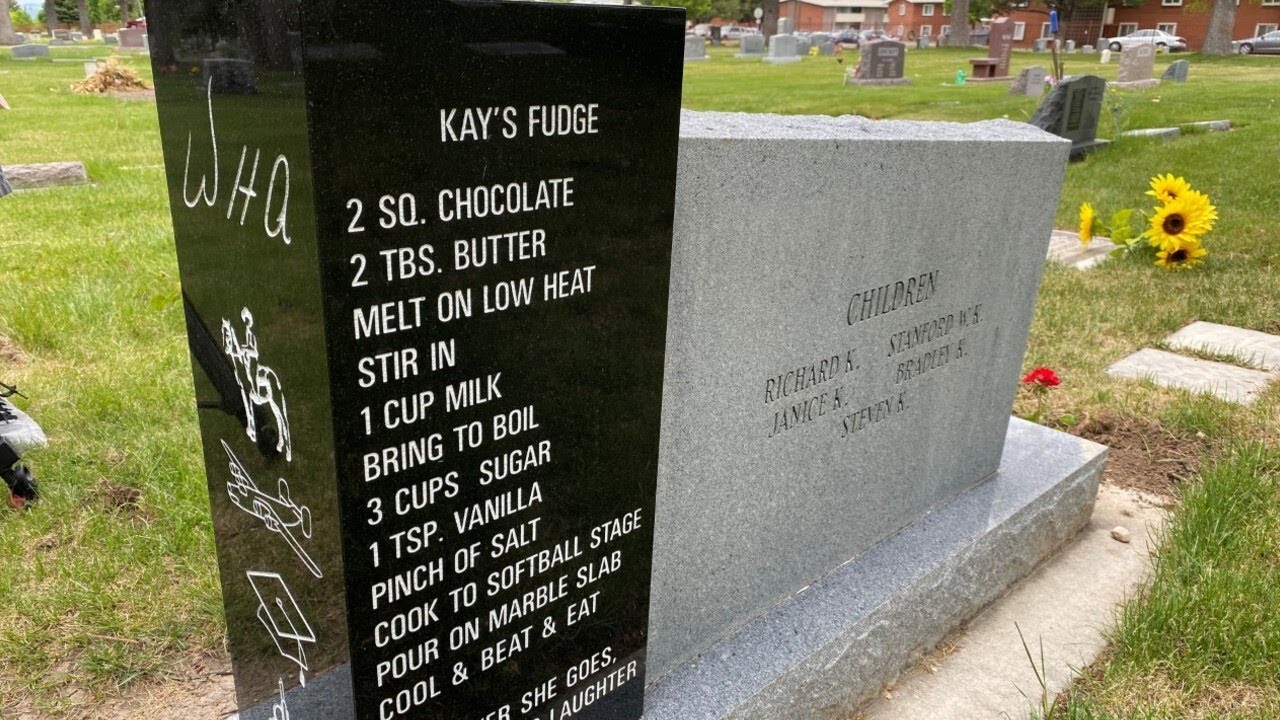 WHA
KAY'S FUDGE
2 SQ. CHOCOLATE
2 TBS. BUTTER
MELT ON LOW HEAT
STIR IN
1 CUP MILK
BRING TO BOIL
3 CUPS SUGAR
1 TSP. VANILLA
PINCH OF SALT
COOK TO SOFTBALL STAGE
POUR ON MARBLE SLAB
COOL & BEAT & EAT
SHE GOES,
LAUGHTER
CHILDREN
RICHARD K. STANFORD W. K.
JANICE K. BRADLEY K.
STEVEN K.